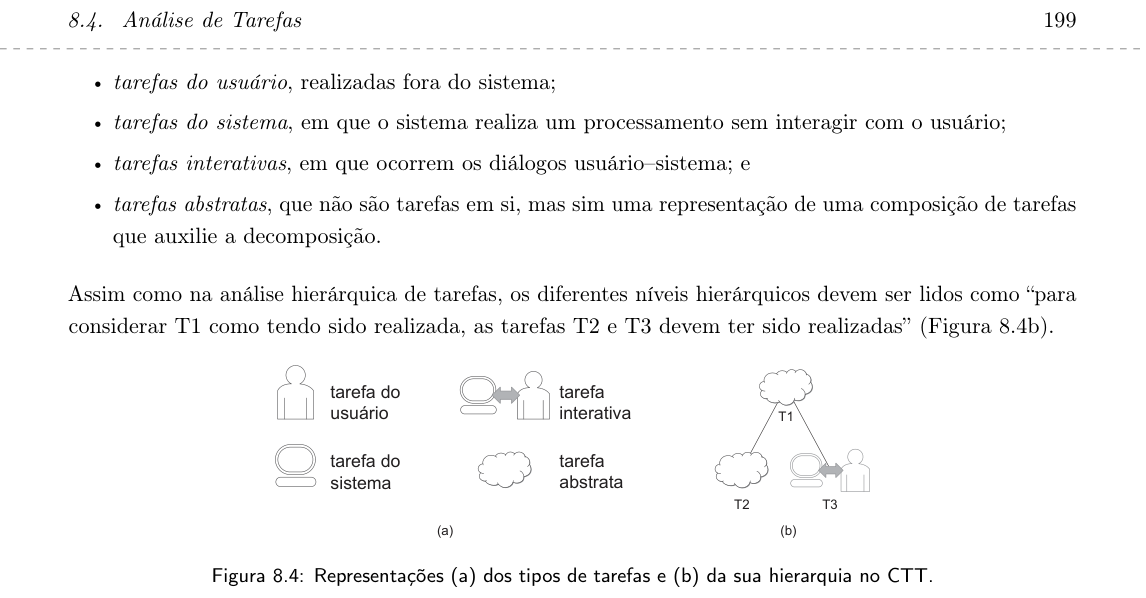 8.4. Análise de Tarefas 199
• tarefas do usuário, realizadas fora do sistema;
• tarefas do sistema, em que o sistema realiza um processamento sem interagir com o usuário;
• tarefas interativas, em que ocorrem os diálogos usuário–sistema; e
• tarefas abstratas, que não são tarefas em si, mas sim uma representação de uma composição de tarefas
que auxilie a decomposição.
Assim como na análise hierárquica de tarefas, os diferentes níveis hierárquicos devem ser lidos como “para
considerar T1 como tendo sido realizada, as tarefas T2 e T3 devem ter sido realizadas” (Figura 8.4b).
tarefa do
usuário
tarefa
interativa
tarefa do
sistema
tarefa
abstrata
(a)
T1
T2 T3
(b)
Figura 8.4: Representações (a) dos tipos de tarefas e (b) da sua hierarquia no CTT.